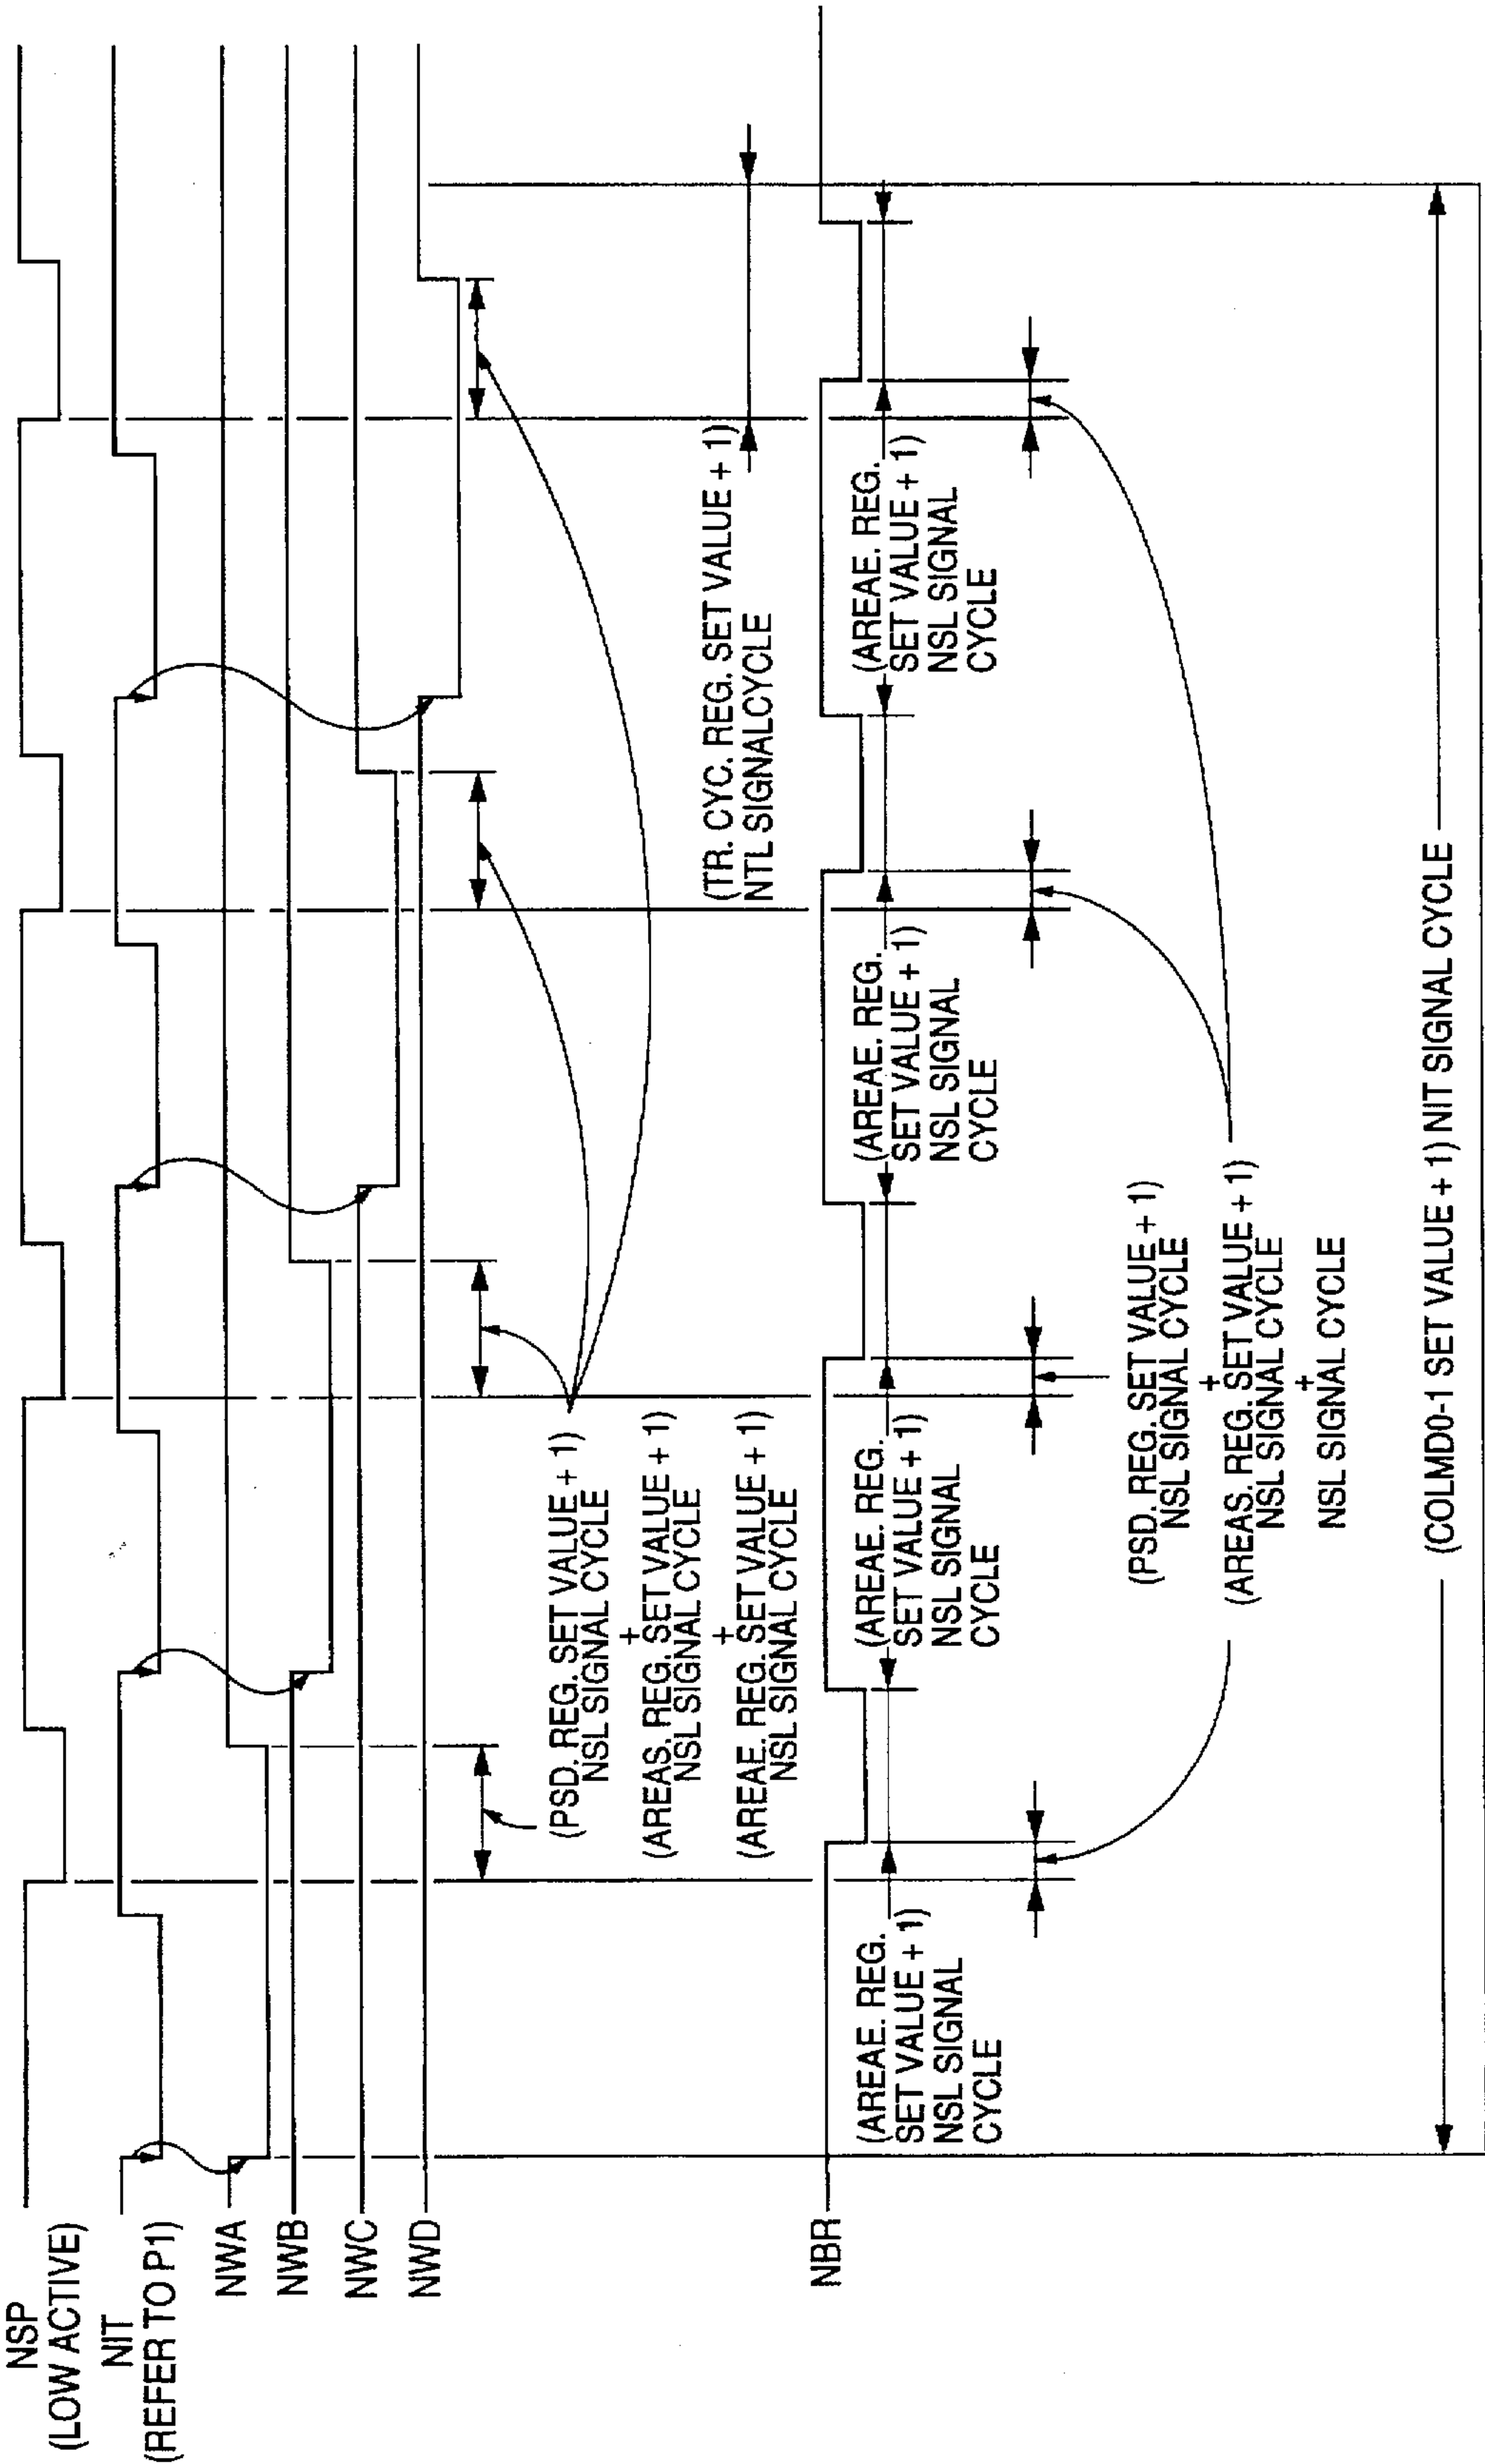 NSP
(LOW ACTIVE)
NIT
(REFER TO P1)
NWA
NWB
NWC
NWD
(PSD. REG. SET VALUE + 1)
NSL SIGNAL CYCLE
+
(AREAS. REG. SET VALUE + 1)
NSL SIGNAL CYCLE
+
(AREAE. REG. SET VALUE + 1)
NSL SIGNAL CYCLE
(TR. CYC. REG. SET VALUE + 1)
NTL SIGNALCYCLE
NBR
(AREAE. REG.
SET VALUE + 1)
NSL SIGNAL
CYCLE
(AREAE. REG.
SET VALUE + 1)
NSL SIGNAL
CYCLE
(AREAE. REG.
SET VALUE + 1)
NSL SIGNAL
CYCLE
(AREAE. REG.
SET VALUE + 1)
NSL SIGNAL
CYCLE
(PSD. REG. SET VALUE + 1)
NSL SIGNAL CYCLE
+
(AREAS. REG. SET VALUE + 1)
NSL SIGNAL CYCLE
+
NSL SIGNAL CYCLE
(COLMD0-1 SET VALUE + 1) NIT SIGNAL CYCLE